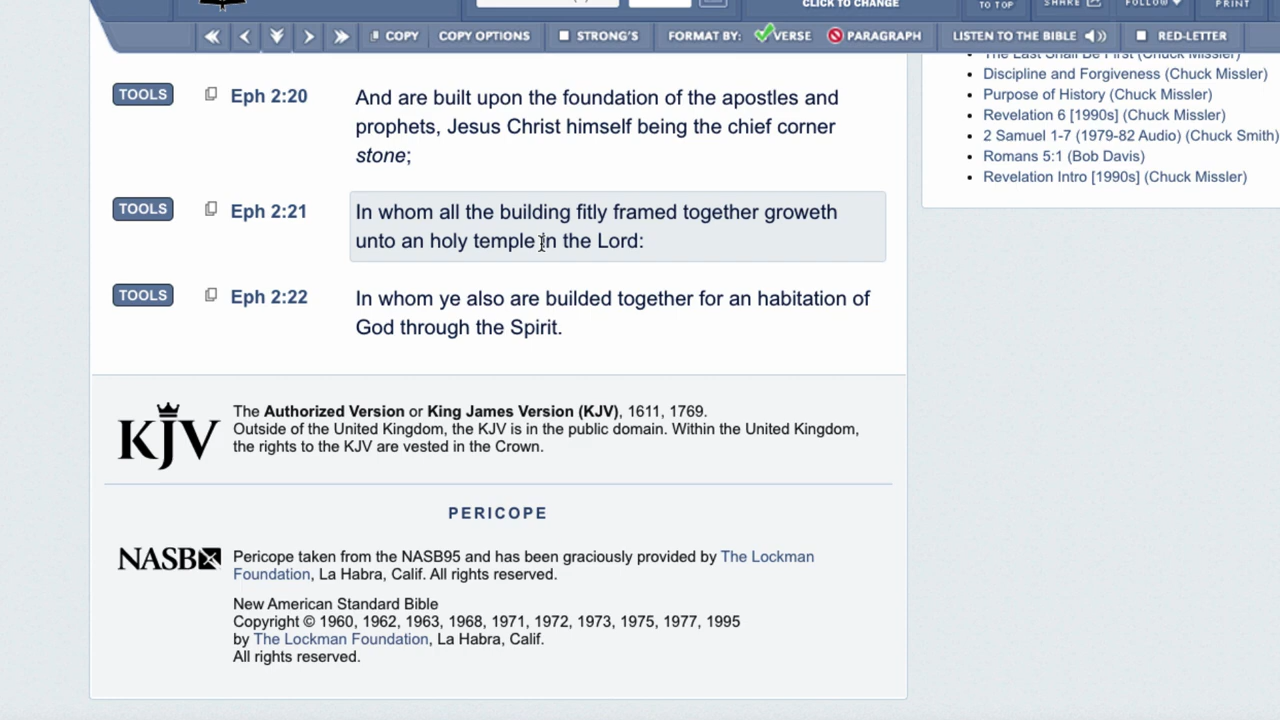 CLICK TO CHANGE
TO TOP
SHARE
FOLLOW
PRINT
COPY COPY OPTIONS STRONG'S FORMAT BY: VERSE PARAGRAPH LISTEN TO THE BIBLE RED-LETTER
The Last Shall Be First (Chuck Missler)
Discipline and Forgiveness (Chuck Missler)
Purpose of History (Chuck Missler)
Revelation 6 [1990s] (Chuck Missler)
2 Samuel 1-7 (1979-82 Audio) (Chuck Smith)
Romans 5:1 (Bob Davis)
Revelation Intro [1990s] (Chuck Missler)
TOOLS Eph 2:20 And are built upon the foundation of the apostles and
prophets, Jesus Christ himself being the chief corner
stone;
TOOLS Eph 2:21 In whom all the building fitly framed together groweth
unto an holy temple in the Lord:
TOOLS Eph 2:22 In whom ye also are builded together for an habitation of
God through the Spirit.
KJV
The Authorized Version or King James Version (KJV), 1611, 1769.
Outside of the United Kingdom, the KJV is in the public domain. Within the United Kingdom,
the rights to the KJV are vested in the Crown.
PERICOPE
NASB
Pericope taken from the NASB95 and has been graciously provided by The Lockman
Foundation, La Habra, Calif. All rights reserved.
New American Standard Bible
Copyright © 1960, 1962, 1963, 1968, 1971, 1972, 1973, 1975, 1977, 1995
by The Lockman Foundation, La Habra, Calif.
All rights reserved.